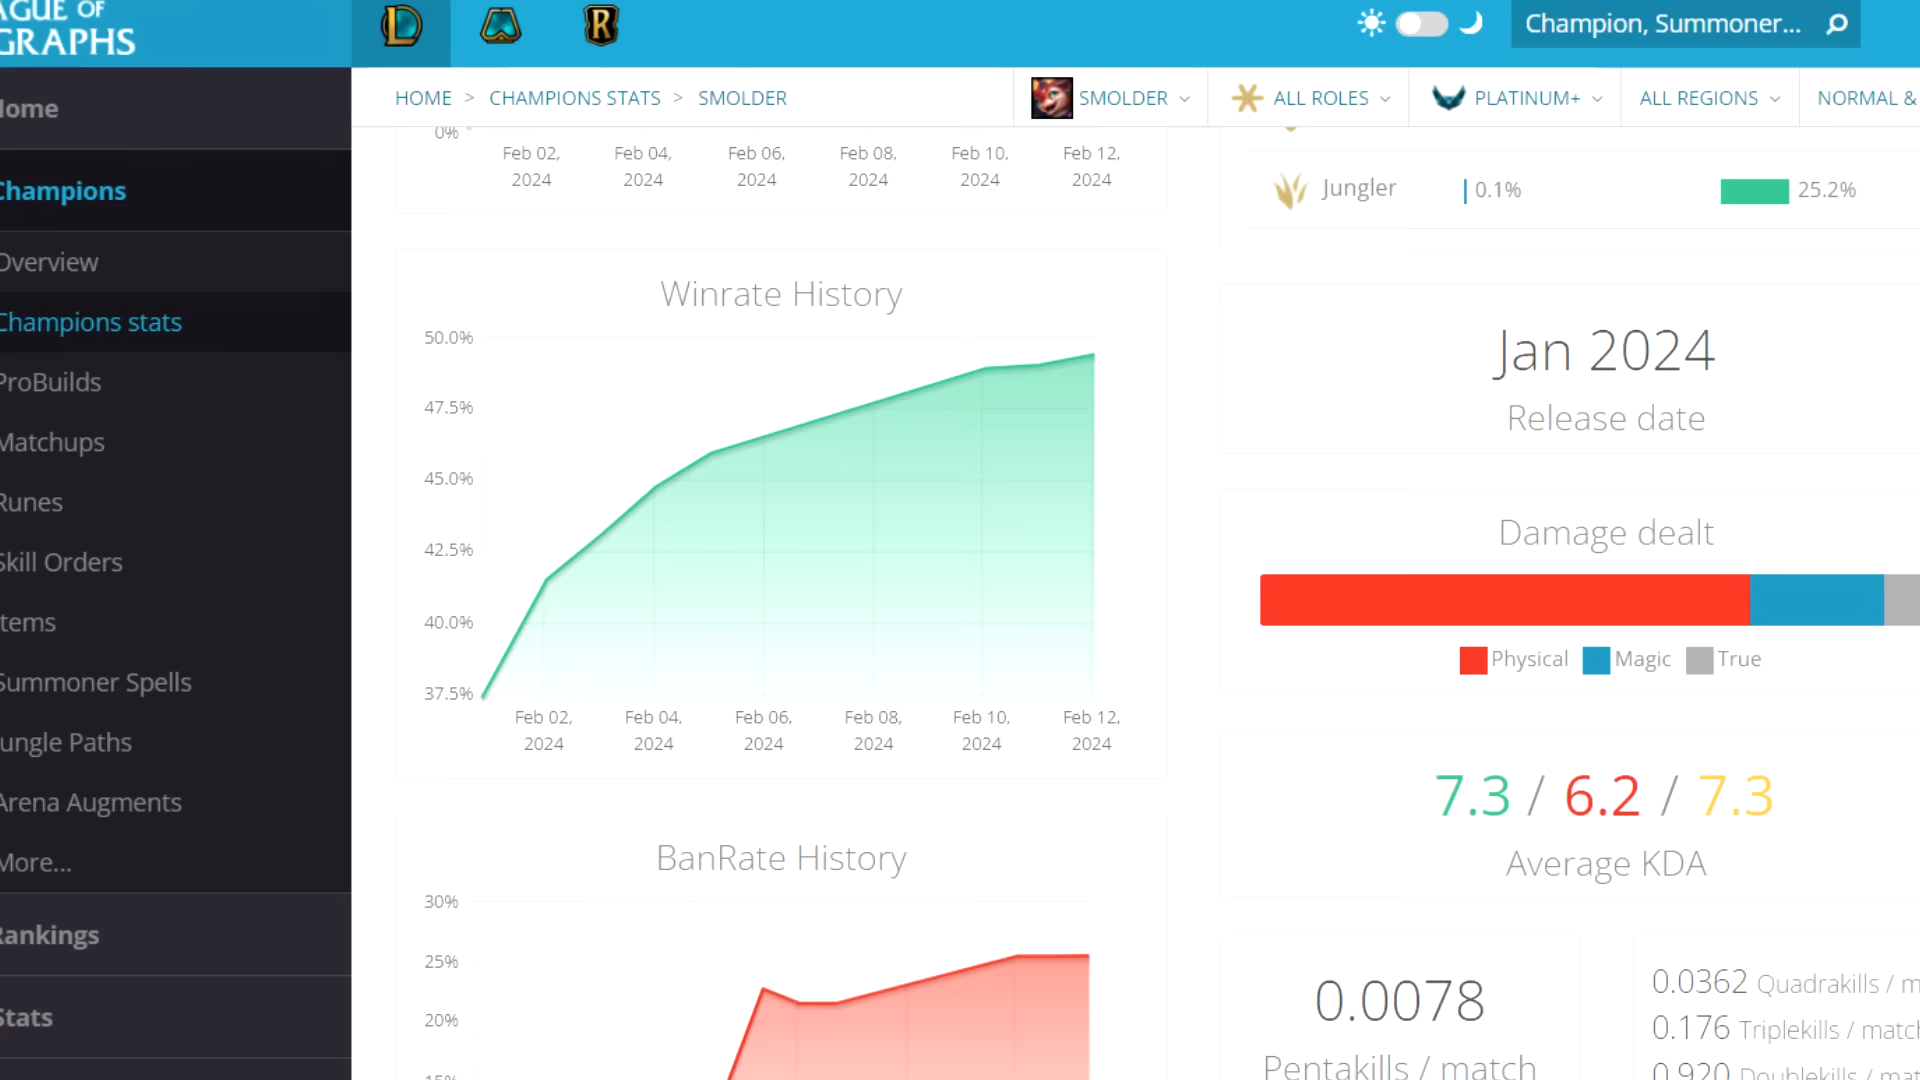 AGUE OF
GRAPHS
Champion, Summoner...
HOME > CHAMPIONS STATS > SMOLDER
SMOLDER
ALL ROLES
PLATINUM+
ALL REGIONS
NORMAL &
Home
Champions
Overview
Champions stats
ProBuilds
Matchups
Runes
Skill Orders
Items
Summoner Spells
Jungle Paths
Arena Augments
More...
Rankings
Stats
0%
Feb 02, 2024
Feb 04, 2024
Feb 06, 2024
Feb 08, 2024
Feb 10, 2024
Feb 12, 2024
Winrate History
50.0%
47.5%
45.0%
42.5%
40.0%
37.5%
Feb 02, 2024
Feb 04, 2024
Feb 06, 2024
Feb 08, 2024
Feb 10, 2024
Feb 12, 2024
BanRate History
30%
25%
20%
15%
Jungler 0.1% 25.2%
Jan 2024
Release date
Damage dealt
Physical Magic True
7.3 / 6.2 / 7.3
Average KDA
0.0078
Pentakills / match
0.0362 Quadrakills / m
0.176 Triplekills / match
0.920 Doublekills / mat